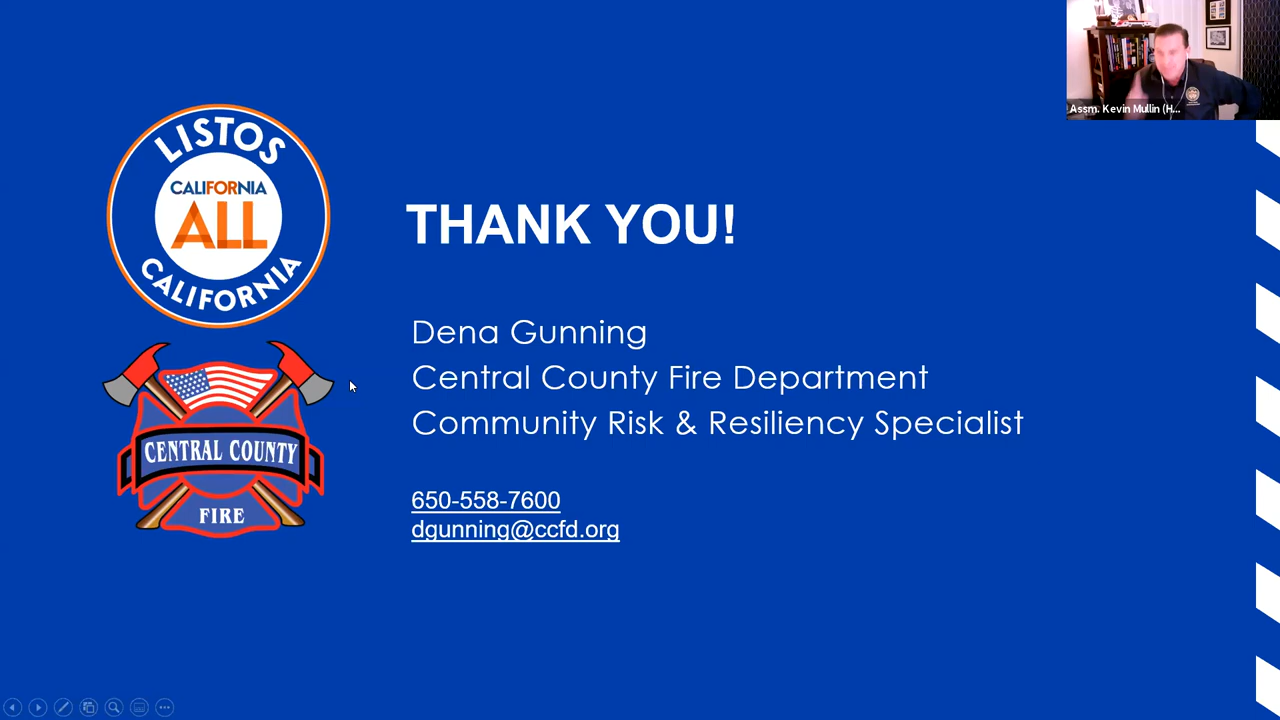 Assm. Kevin Mullin (H...
LISTOS
CALIFORNIA
ALL
CALIFORNIA
THANK YOU!
Dena Gunning
Central County Fire Department
Community Risk & Resiliency Specialist
CENTRAL COUNTY
FIRE
650-558-7600
dgunning@ccfd.org